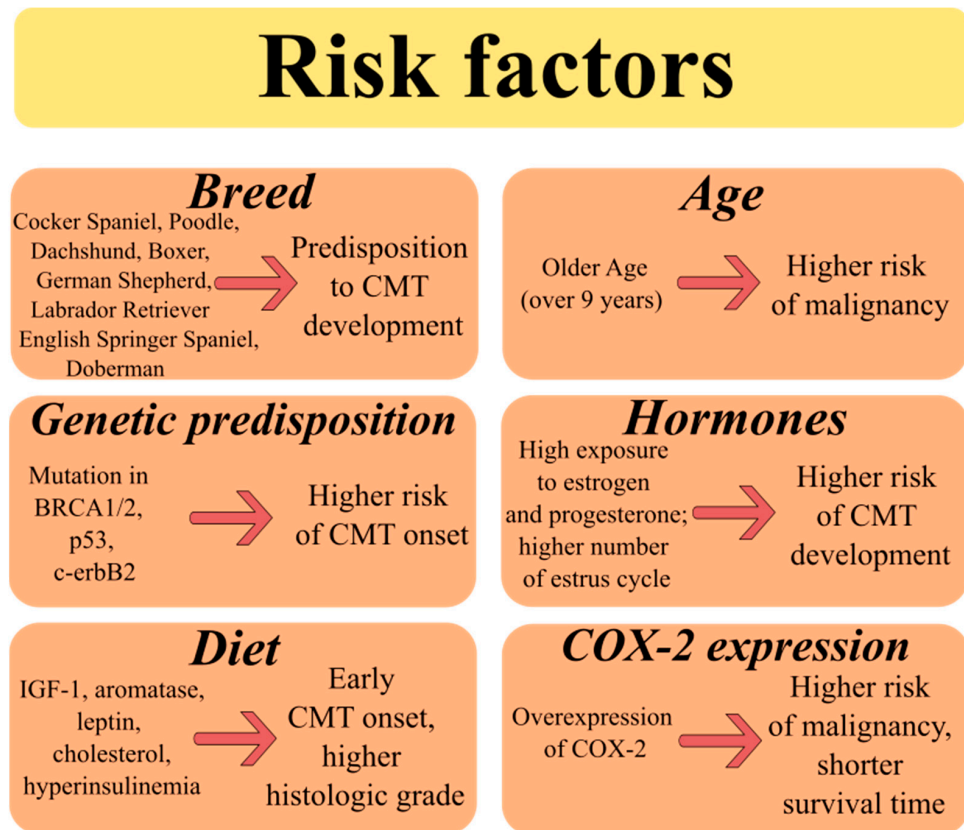 Risk factors
Breed
Cocker Spaniel, Poodle,
Dachshund, Boxer,
German Shepherd,
Labrador Retriever
English Springer Spaniel,
Doberman
Predisposition
to CMT
development
Age
Older Age
(over 9 years)
Higher risk
of malignancy
Genetic predisposition
Mutation in
BRCA1/2,
p53,
c-erbB2
Higher risk
of CMT onset
Hormones
High exposure
to estrogen
and progesterone;
higher number
of estrus cycle
Higher risk
of CMT
development
Diet
IGF-1, aromatase,
leptin,
cholesterol,
hyperinsulinemia
Early
CMT onset,
higher
histologic grade
COX-2 expression
Overexpression
of COX-2
Higher risk
of malignancy,
shorter
survival time